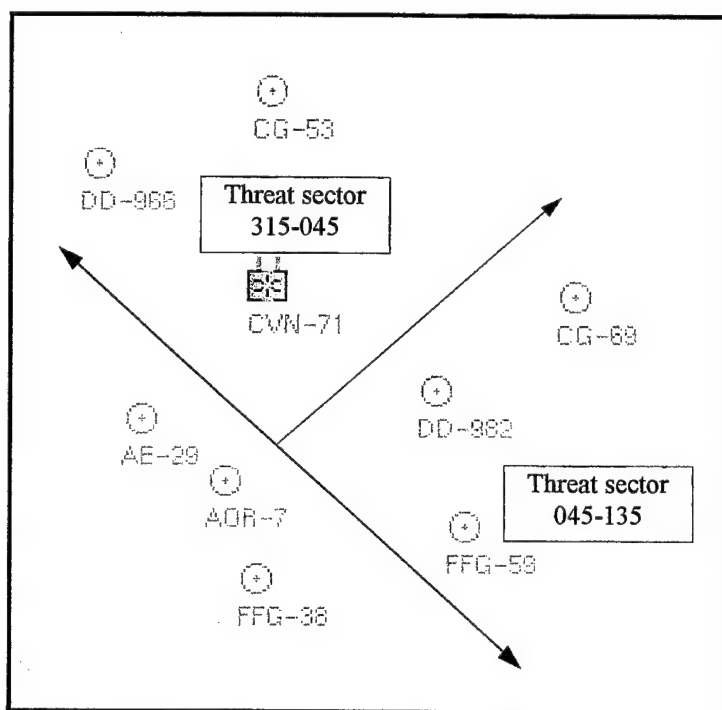 CG-53
DD-966
Threat sector
315-045
CVN-71
CG-69
DD-982
AE-29
Threat sector
045-135
AOR-7
FFG-59
FFG-38